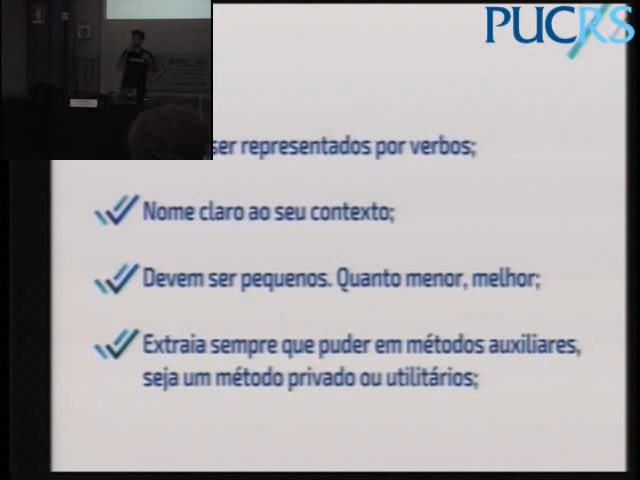 PUCRS
ser representados por verbos;
Nome claro ao seu contexto;
Devem ser pequenos. Quanto menor, melhor;
Extraia sempre que puder em métodos auxiliares,
seja um método privado ou utilitários;